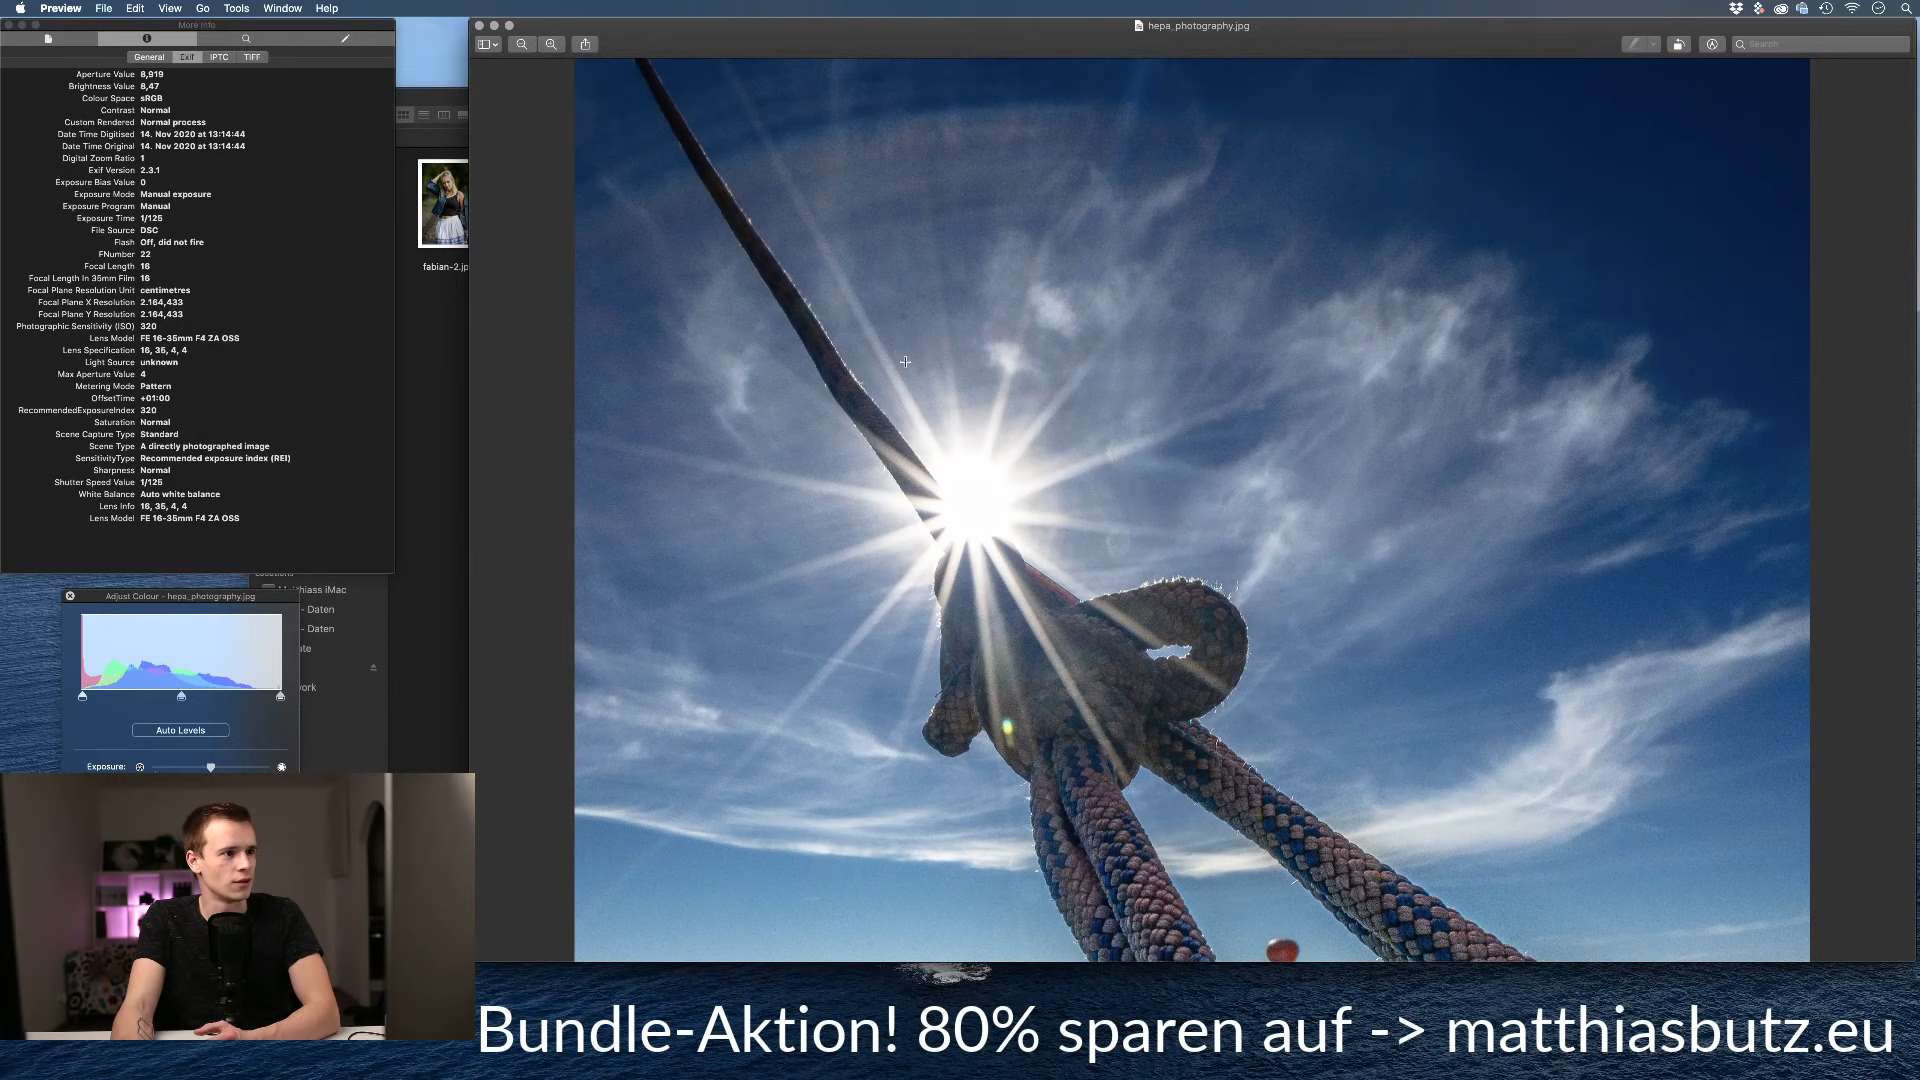 Preview File Edit View Go Tools Window Help
More Info
hepa_photography.jpg
Search
General Exif IPTC TIFF
Aperture Value 8,919
Brightness Value 8,47
Colour Space sRGB
Contrast Normal
Custom Rendered Normal process
Date Time Digitised 14. Nov 2020 at 13:14:44
Date Time Original 14. Nov 2020 at 13:14:44
Digital Zoom Ratio 1
Exif Version 2.3.1
Exposure Bias Value 0
Exposure Mode Manual exposure
Exposure Program Manual
Exposure Time 1/125
File Source DSC
Flash Off, did not fire
FNumber 22
Focal Length 16
Focal Length In 35mm Film 16
Focal Plane Resolution Unit centimetres
Focal Plane X Resolution 2.164,433
Focal Plane Y Resolution 2.164,433
Photographic Sensitivity (ISO) 320
Lens Model FE 16-35mm F4 ZA OSS
Lens Specification 16, 35, 4, 4
Light Source unknown
Max Aperture Value 4
Metering Mode Pattern
OffsetTime +01:00
RecommendedExposureIndex 320
Saturation Normal
Scene Capture Type Standard
Scene Type A directly photographed image
SensitivityType Recommended exposure index (REI)
Sharpness Normal
Shutter Speed Value 1/125
White Balance Auto white balance
Lens Info 16, 35, 4, 4
Lens Model FE 16-35mm F4 ZA OSS
fabian-2.jp
Locations
iMac
- Daten
- Daten
Adjust Colour - hepa_photography.jpg
Auto Levels
Exposure:
Bundle-Aktion! 80% sparen auf -> matthiasbutz.eu